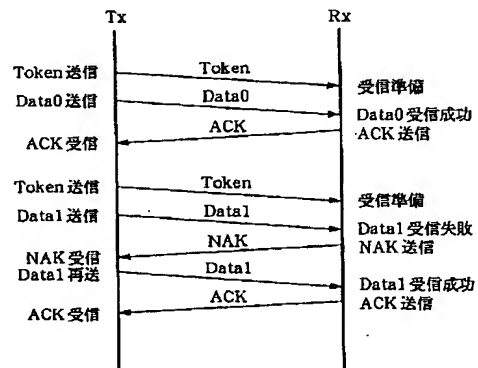 Tx Rx
Token送信 Token 受信準備
Data0送信 Data0 Data0受信成功
ACK ACK送信
ACK受信
Token送信 Token 受信準備
Data1送信 Data1 Data1受信失敗
NAK NAK送信
NAK受信
Data1再送 Data1 Data1受信成功
ACK ACK送信
ACK受信